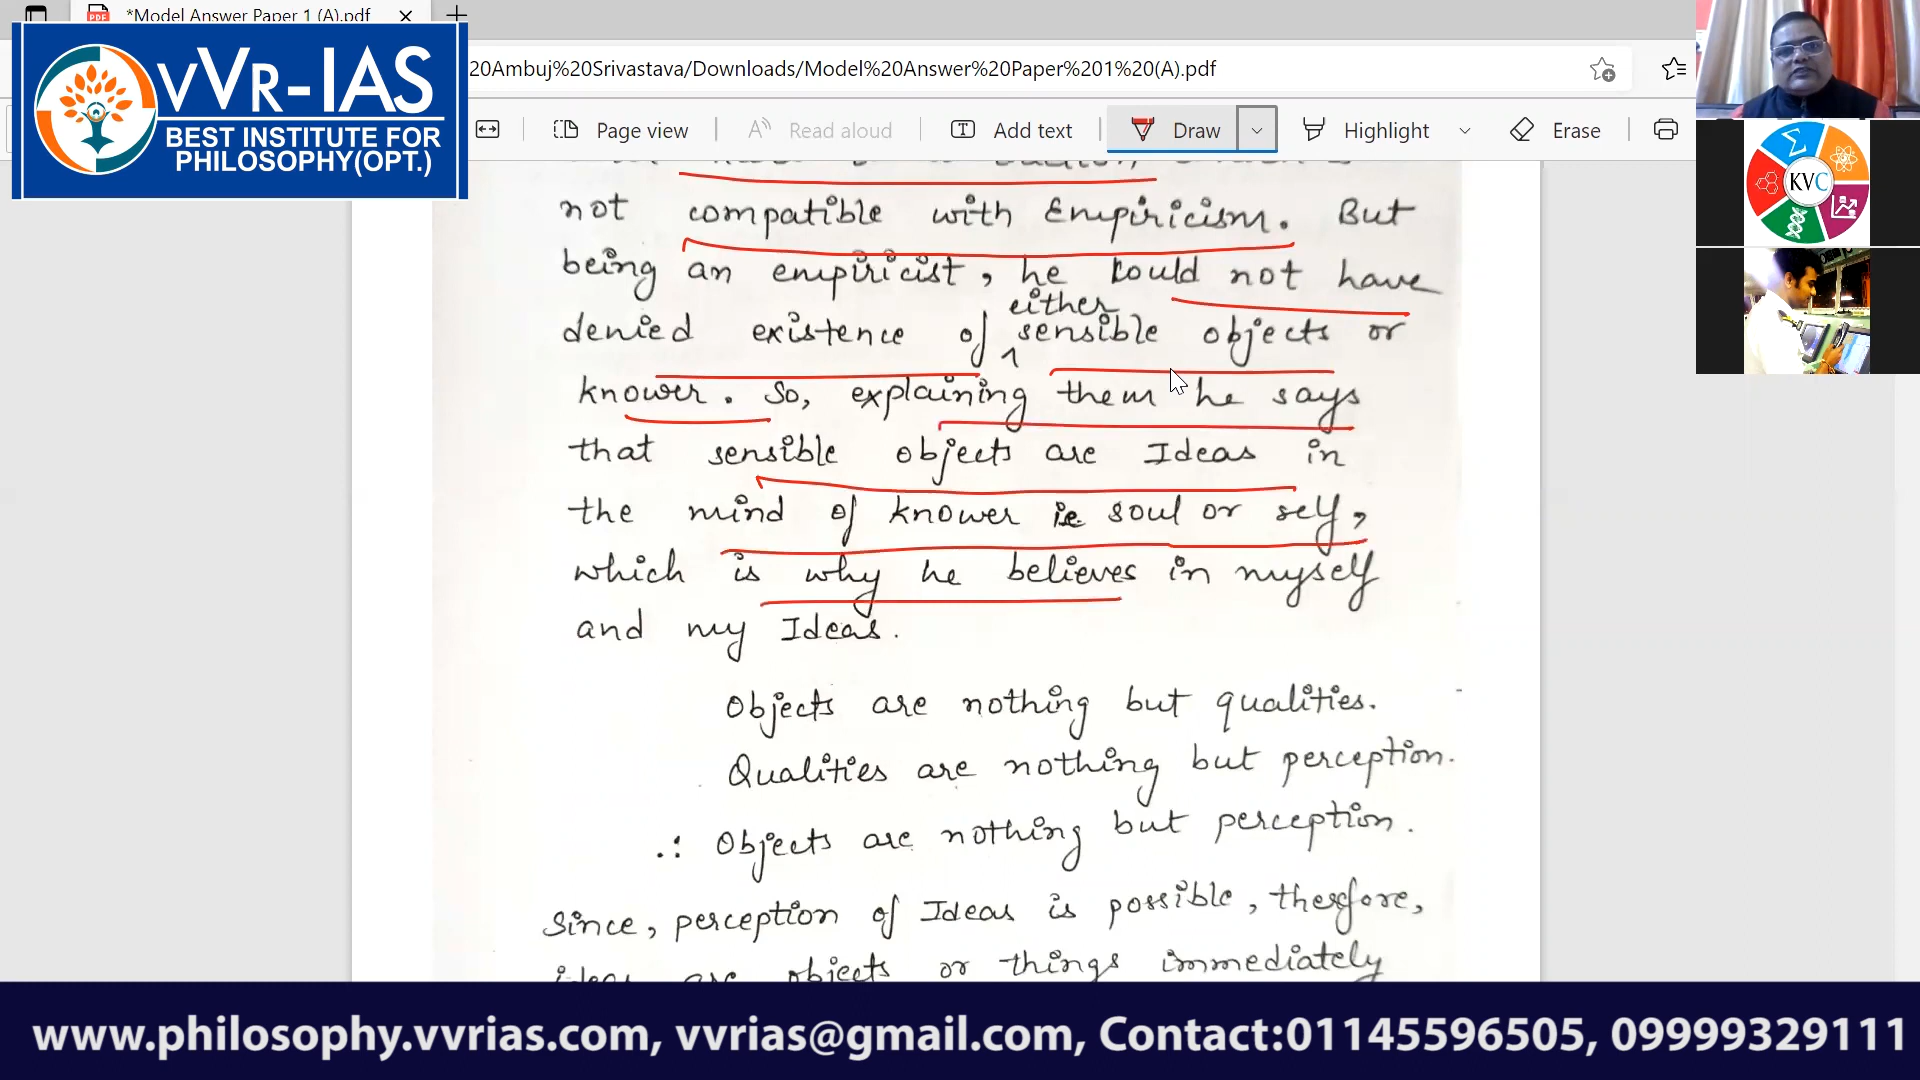 *Model Answer Paper 1 (A).pdf
20Ambuj%20Srivastava/Downloads/Model%20Answer%20Paper%201%20(A).pdf
VVR-IAS
BEST INSTITUTE FOR
PHILOSOPHY(OPT.)
Page view
Read aloud
Add text
Draw
Highlight
Erase
KVC
not compatible with Empiricism. But
being an empiricist, he could not have
either
denied existence of sensible objects or
knower. So, explaining them he says
that sensible objects are Ideas in
the mind of knower ie soul or self,
which is why he believes in myself
and my Ideas.
Objects are nothing but qualities.
Qualities are nothing but perception.
∴ Objects are nothing but perception.
Since, perception of Ideas is possible, therefore,
ideas are objects or things immediately
www.philosophy.vvrias.com, vvrias@gmail.com, Contact:01145596505, 09999329111